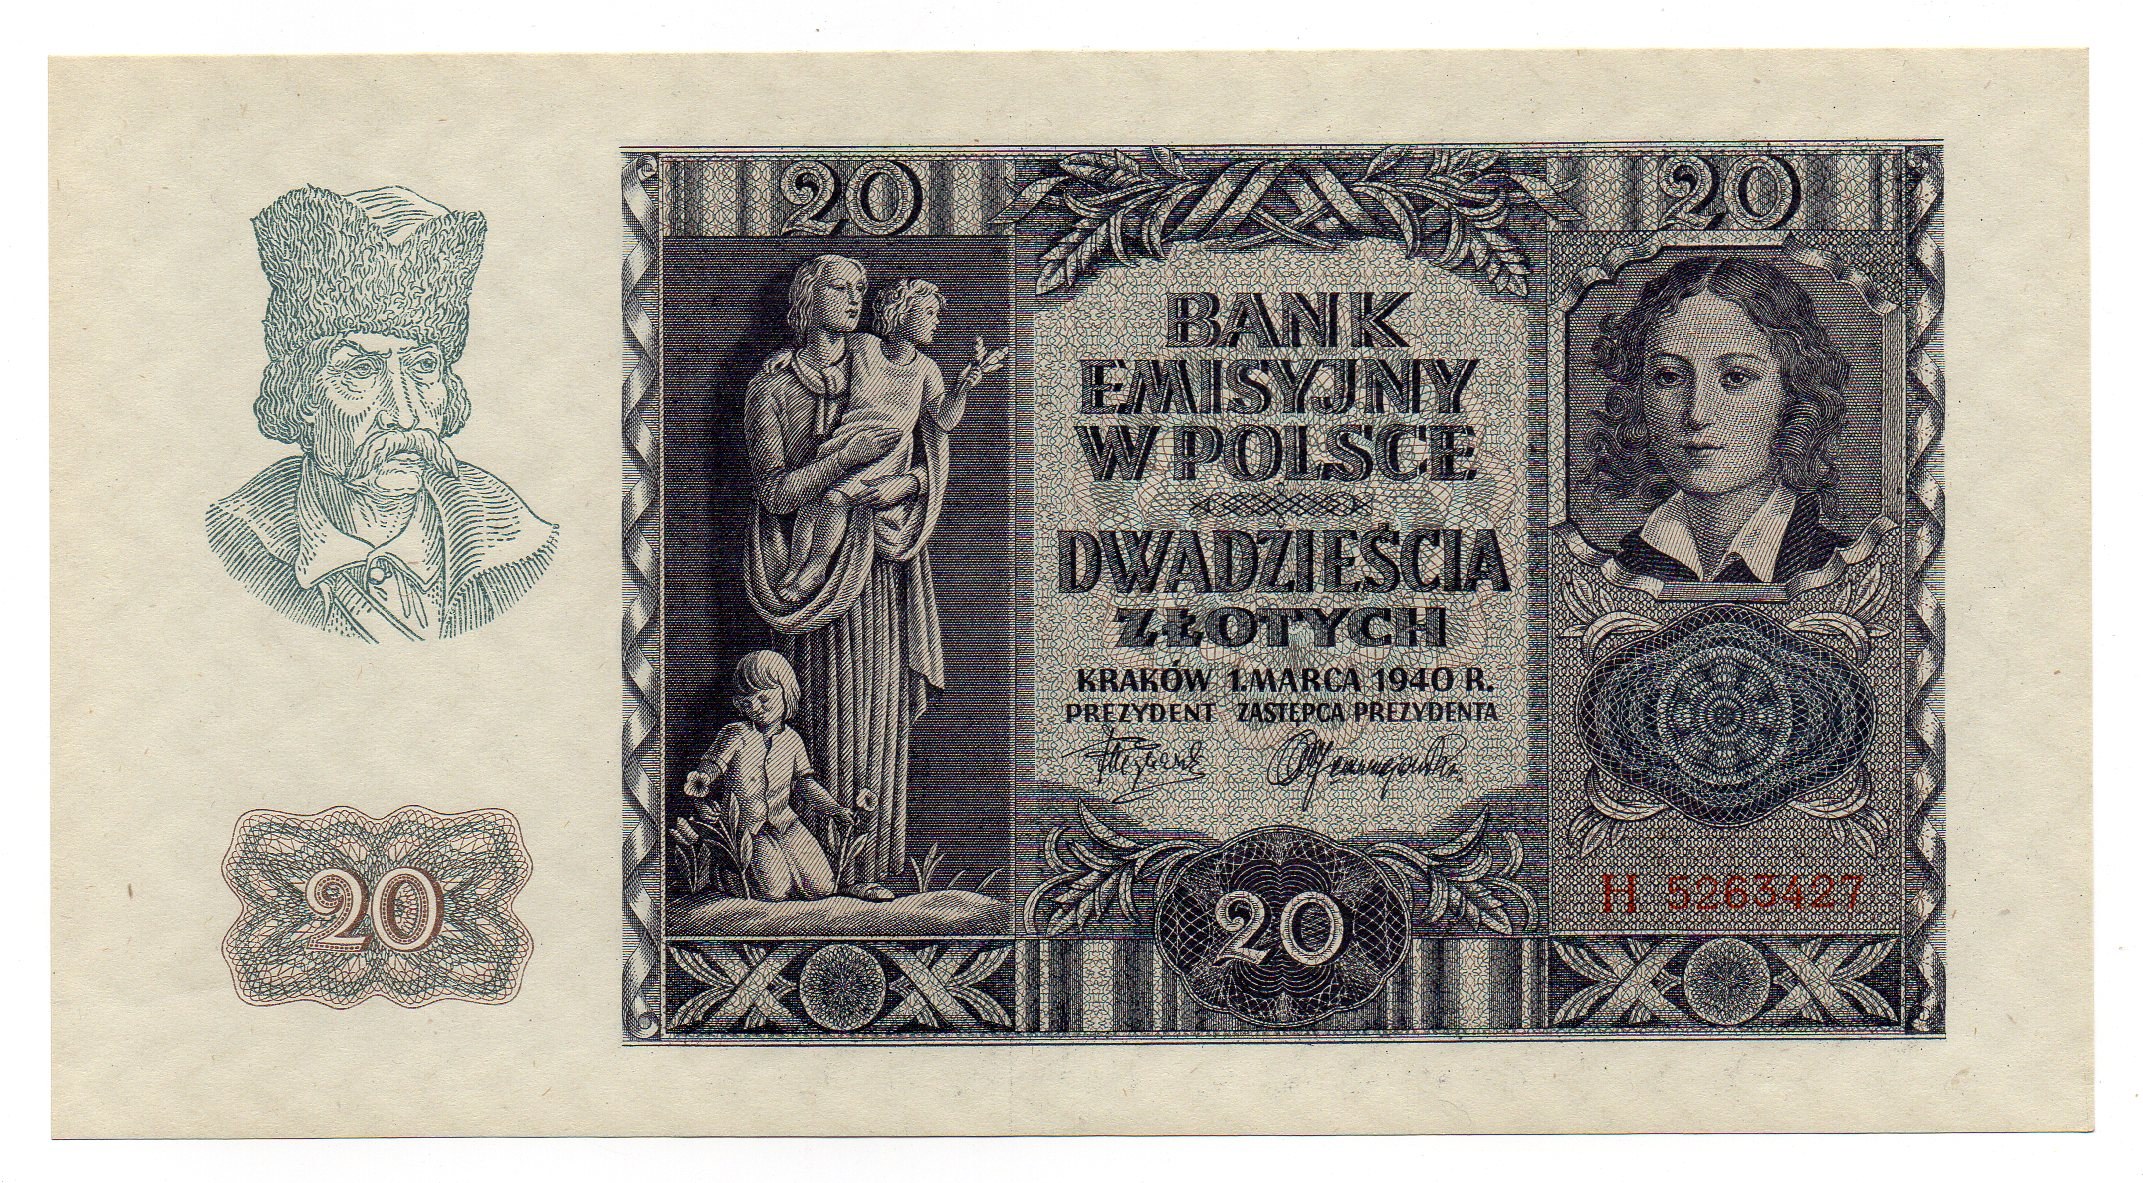 20
20
BANK
EMISYJNY
W POLSCE
DWADZIEŚCIA
ZŁOTYCH
KRAKÓW 1. MARCA 1940 R.
PREZYDENT ZASTĘPCA PREZYDENTA
20
20
H 5263427